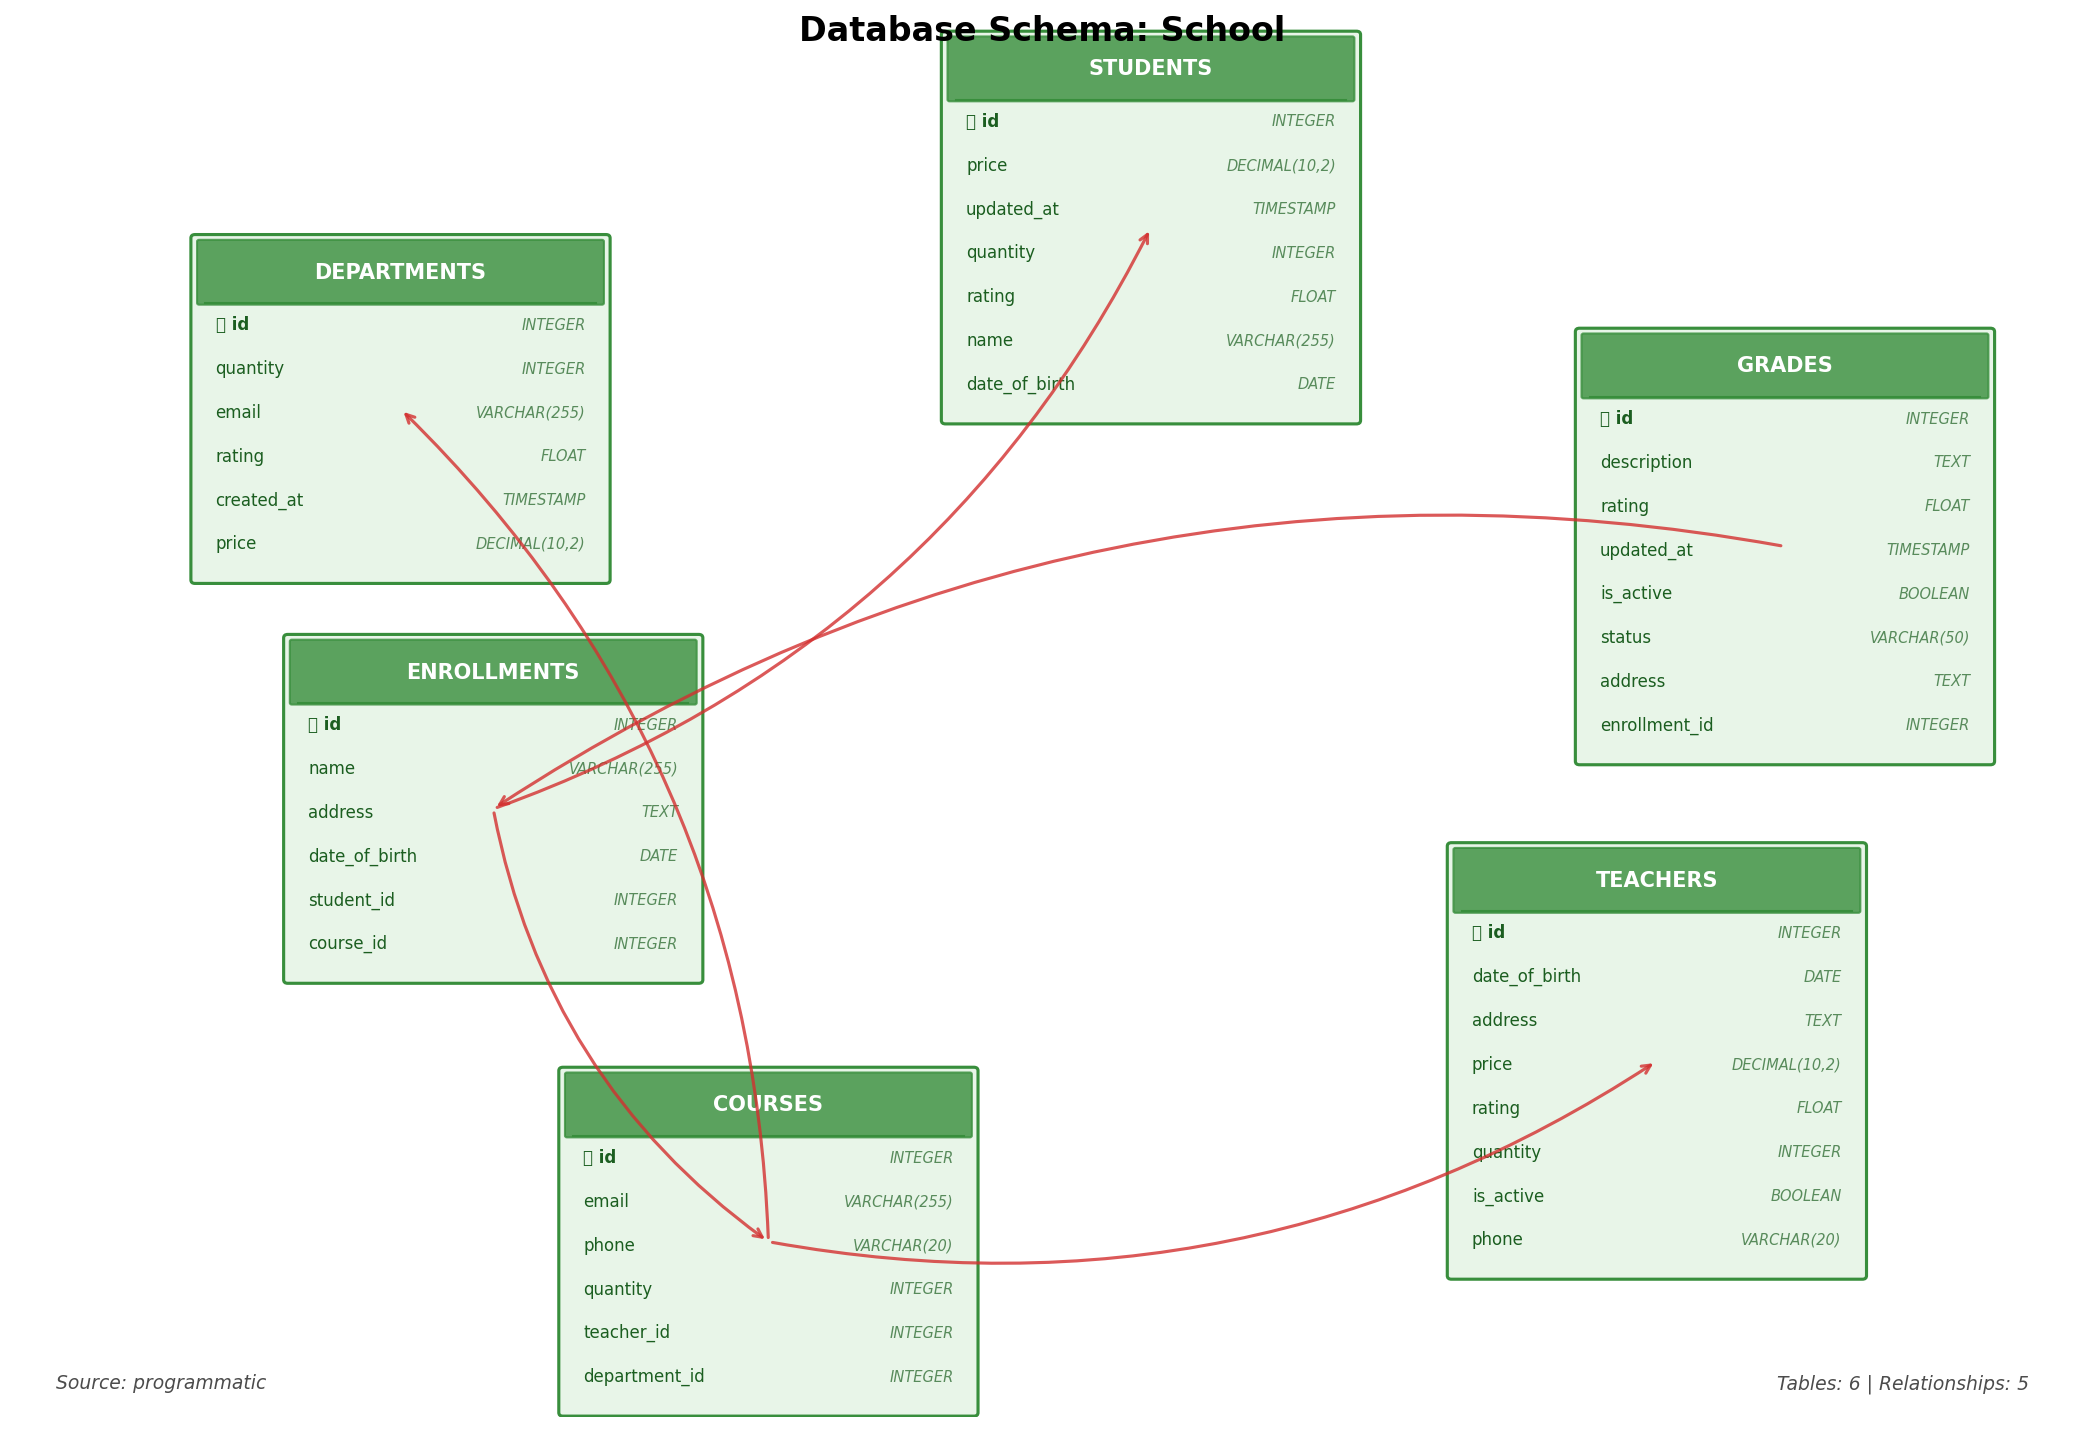 Database Schema: School
STUDENTS
id INTEGER
price DECIMAL(10,2)
updated_at TIMESTAMP
quantity INTEGER
rating FLOAT
name VARCHAR(255)
date_of_birth DATE
DEPARTMENTS
id INTEGER
quantity INTEGER
email VARCHAR(255)
rating FLOAT
created_at TIMESTAMP
price DECIMAL(10,2)
GRADES
id INTEGER
description TEXT
rating FLOAT
updated_at TIMESTAMP
is_active BOOLEAN
status VARCHAR(50)
address TEXT
enrollment_id INTEGER
ENROLLMENTS
id INTEGER
name VARCHAR(255)
address TEXT
date_of_birth DATE
student_id INTEGER
course_id INTEGER
TEACHERS
id INTEGER
date_of_birth DATE
address TEXT
price DECIMAL(10,2)
rating FLOAT
quantity INTEGER
is_active BOOLEAN
phone VARCHAR(20)
COURSES
id INTEGER
email VARCHAR(255)
phone VARCHAR(20)
quantity INTEGER
teacher_id INTEGER
department_id INTEGER
Source: programmatic
Tables: 6 | Relationships: 5